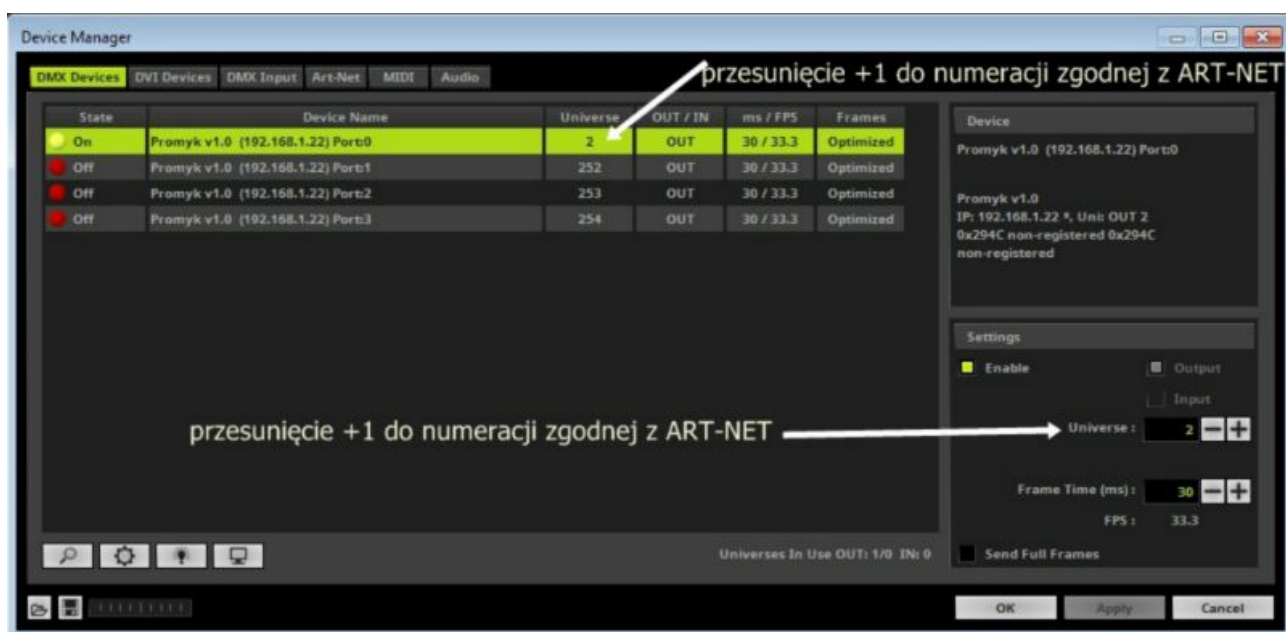 Device Manager
DMX Devices DVI Devices DMX Input Art-Net MIDI Audio
przesunięcie +1 do numeracji zgodnej z ART-NET
State Device Name Universe OUT / IN ms / FPS Frames
On Promyk v1.0 (192.168.1.22) Port:0 2 OUT 30 / 33.3 Optimized
Off Promyk v1.0 (192.168.1.22) Port:1 252 OUT 30 / 33.3 Optimized
Off Promyk v1.0 (192.168.1.22) Port:2 253 OUT 30 / 33.3 Optimized
Off Promyk v1.0 (192.168.1.22) Port:3 254 OUT 30 / 33.3 Optimized
Device
Promyk v1.0 (192.168.1.22) Port:0
Promyk v1.0
IP: 192.168.1.22 *, Uni: OUT 2
0x294C non-registered 0x294C
non-registered
Settings
Enable Output
Input
przesunięcie +1 do numeracji zgodnej z ART-NET
Universe : 2
Frame Time (ms) : 30
FPS : 33.3
Universes In Use OUT: 1/0 IN: 0
Send Full Frames
OK Apply Cancel